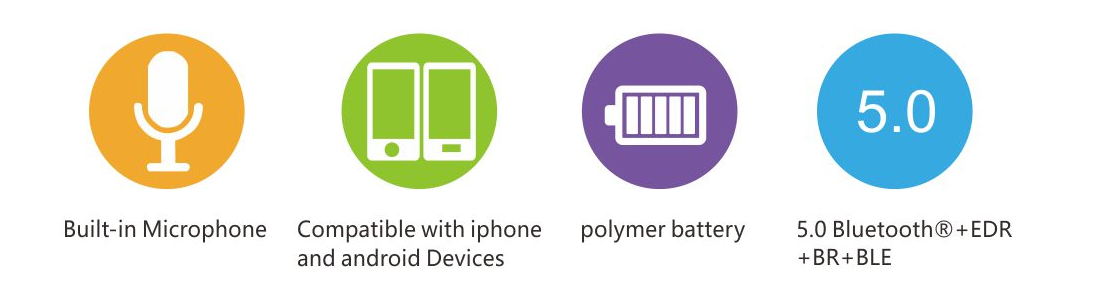 5.0
Built-in Microphone
Compatible with iphone
and android Devices
polymer battery
5.0 Bluetooth®+EDR
+BR+BLE